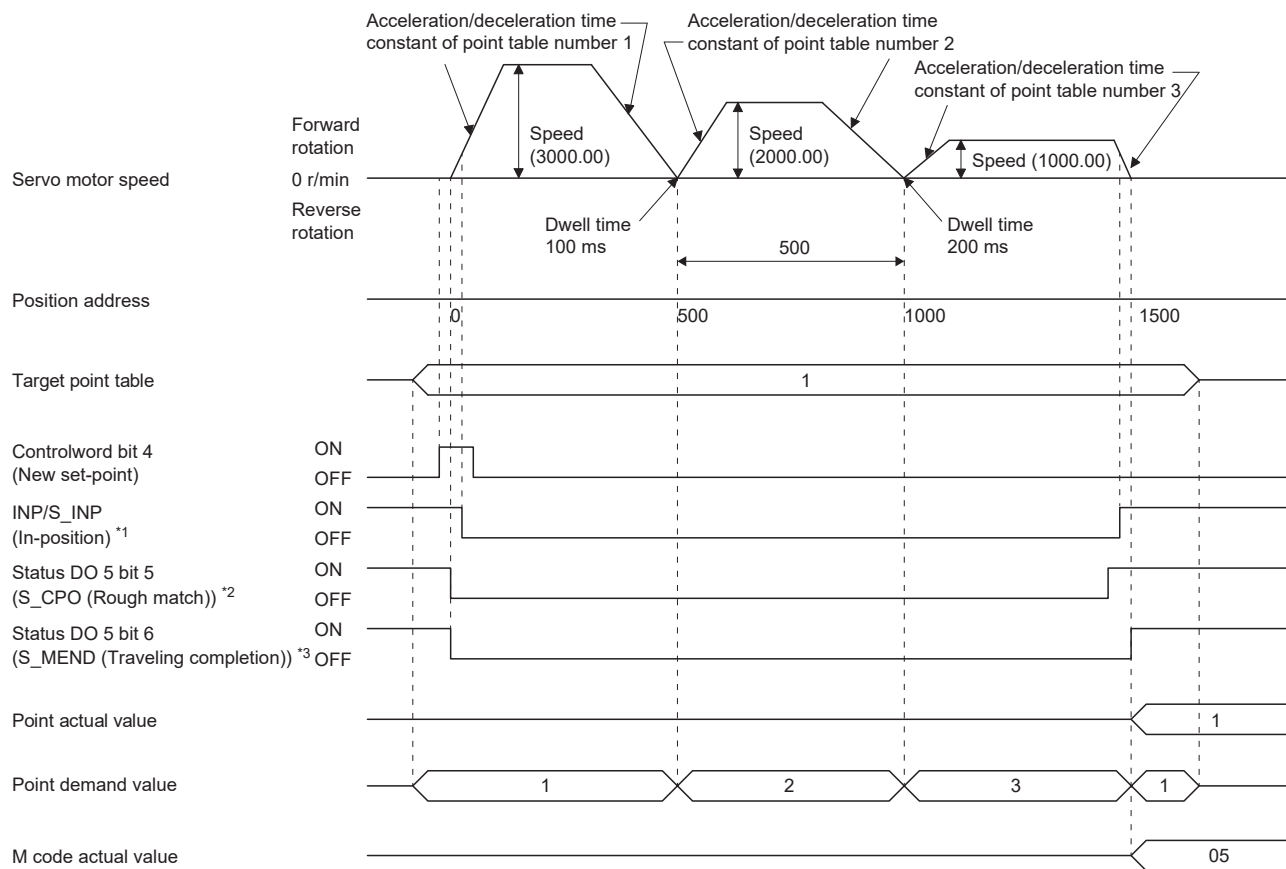 Acceleration/deceleration time
constant of point table number 1
Acceleration/deceleration time
constant of point table number 2
Acceleration/deceleration time
constant of point table number 3
Forward
rotation
Speed
(3000.00)
Speed
(2000.00)
Speed (1000.00)
Servo motor speed
0 r/min
Reverse
rotation
Dwell time
100 ms
Dwell time
200 ms
500
Position address
0
500
1000
1500
Target point table
1
Controlword bit 4
(New set-point)
ON
OFF
INP/S_INP
(In-position) *1
ON
OFF
Status DO 5 bit 5
(S_CPO (Rough match)) *2
ON
OFF
Status DO 5 bit 6
(S_MEND (Traveling completion)) *3
ON
OFF
Point actual value
1
Point demand value
1
2
3
1
M code actual value
05